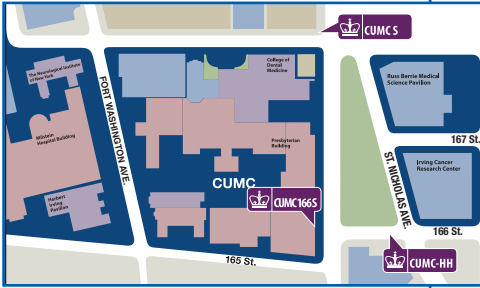 CUMC S
The Neurological Institute
of New York
College of
Dental
Medicine
Russ Berrie Medical
Science Pavilion
FORT WASHINGTON AVE.
Milstein
Hospital Building
Presbyterian
Building
167 St.
ST. NICHOLAS AVE.
Irving Cancer
Research Center
CUMC
Herbert
Irving
Pavilion
CUMC166S
166 St.
165 St.
CUMC-HH